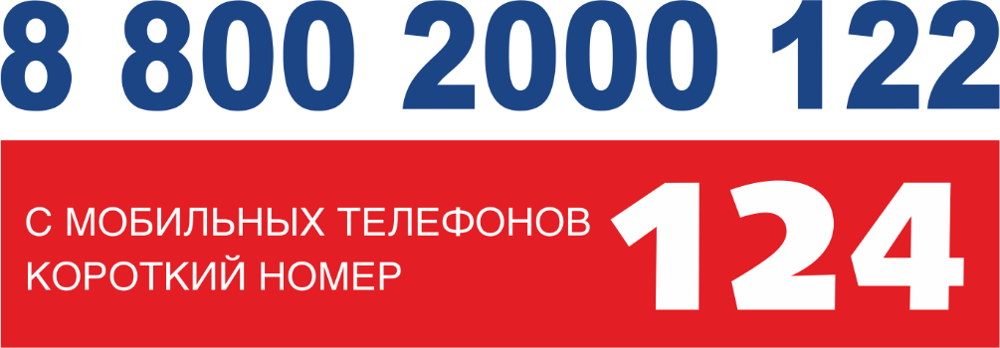 8 800 2000 122
С МОБИЛЬНЫХ ТЕЛЕФОНОВ
КОРОТКИЙ НОМЕР
124